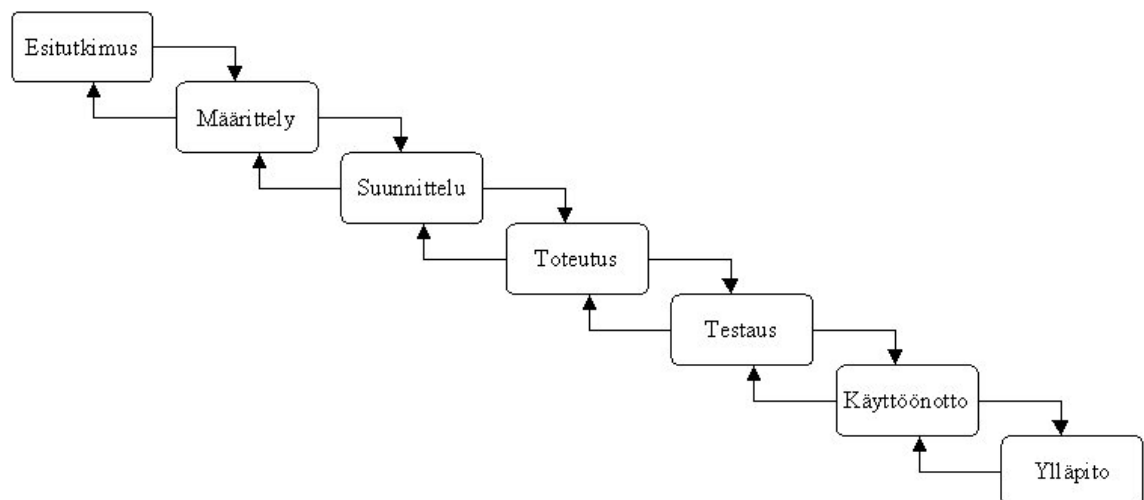 Esitutkimus
Määrittely
Suunnittelu
Toteutus
Testaus
Käyttöönotto
Ylläpito